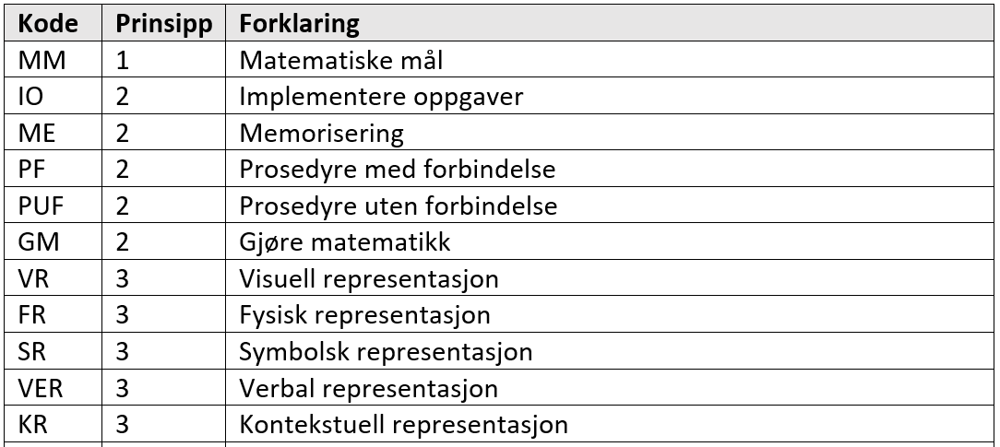 Kode Prinsipp Forklaring
MM 1 Matematiske mål
IO 2 Implementere oppgaver
ME 2 Memorisering
PF 2 Prosedyre med forbindelse
PUF 2 Prosedyre uten forbindelse
GM 2 Gjøre matematikk
VR 3 Visuell representasjon
FR 3 Fysisk representasjon
SR 3 Symbolsk representasjon
VER 3 Verbal representasjon
KR 3 Kontekstuell representasjon